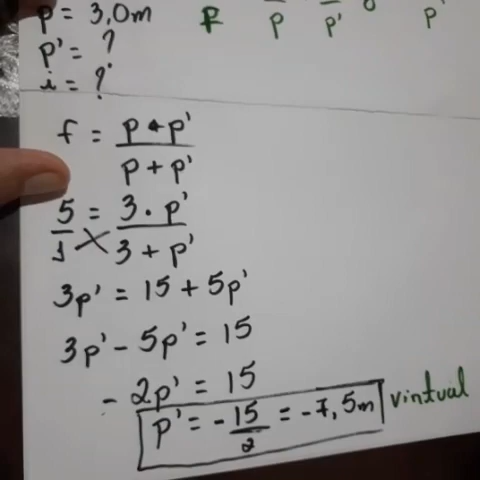 p = 3,0m
p' = ?
i = ?
f = p • p' / p + p'
5/1 = 3 . p' / 3 + p'
3p' = 15 + 5p'
3p' - 5p' = 15
- 2p' = 15
p' = - 15/2 = -7,5m virtual